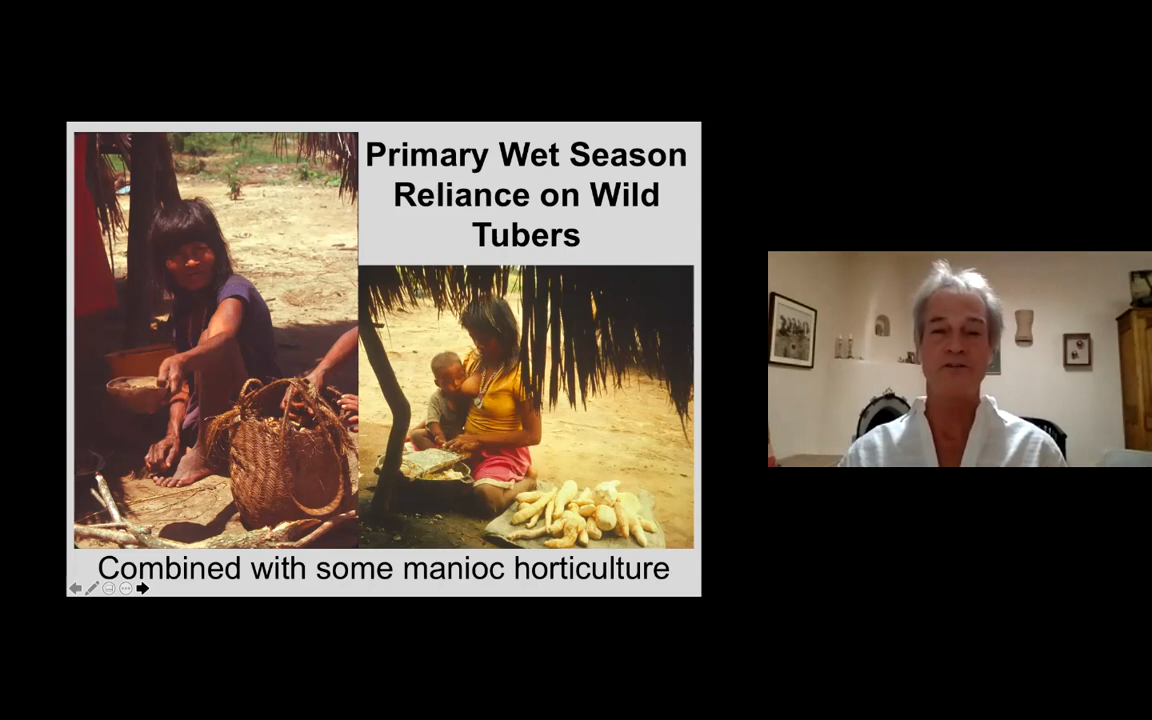 Primary Wet Season
Reliance on Wild
Tubers
Combined with some manioc horticulture